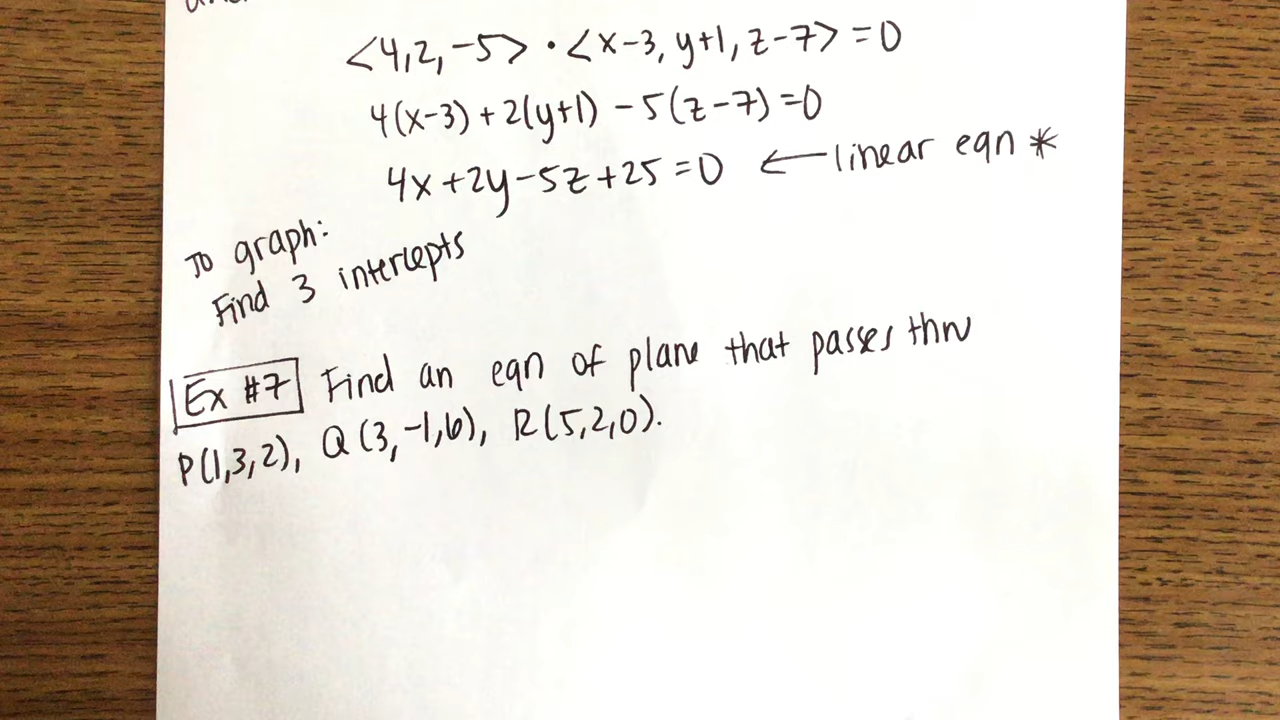 <4,2,-5> • <x-3, y+1, z-7> = 0
4(x-3) + 2(y+1) - 5(z-7) = 0
4x + 2y - 5z + 25 = 0 ← linear eqn *
To graph:
Find 3 intercepts
Ex #7 Find an eqn of plane that passes thru
P(1,3,2), Q(3,-1,6), R(5,2,0).